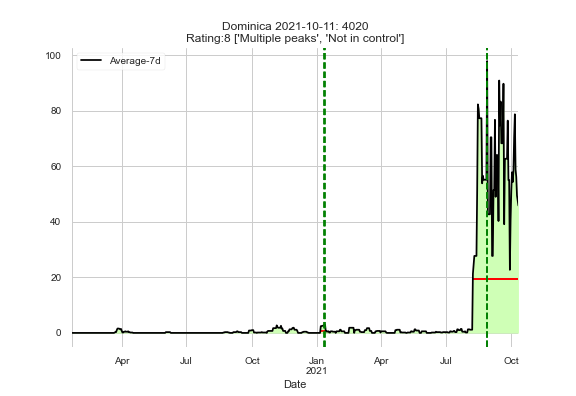 Dominica 2021-10-11: 4020
Rating:8 ['Multiple peaks', 'Not in control']
100
Average-7d
80
60
40
20
0
Apr Jul Oct Jan Apr Jul Oct
2021
Date